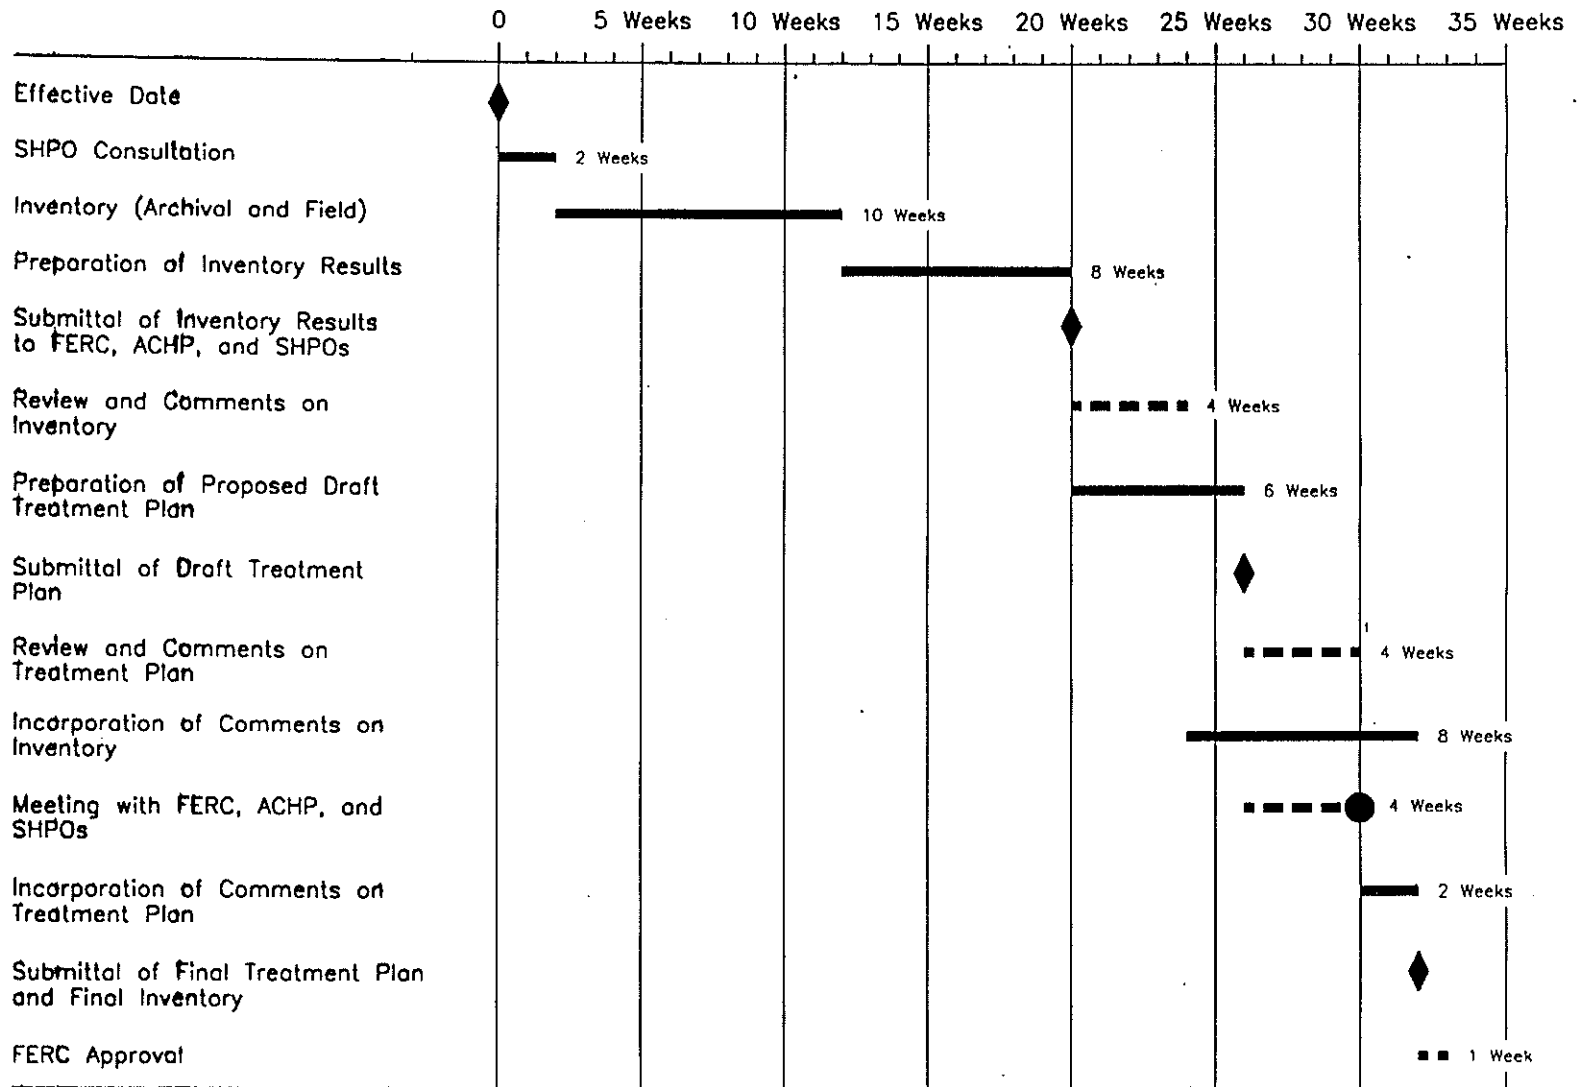 0 5 Weeks 10 Weeks 15 Weeks 20 Weeks 25 Weeks 30 Weeks 35 Weeks
Effective Date
SHPO Consultation 2 Weeks
Inventory (Archival and Field) 10 Weeks
Preparation of Inventory Results 8 Weeks
Submittal of Inventory Results
to FERC, ACHP, and SHPOs
Review and Comments on
Inventory
4 Weeks
Preparation of Proposed Draft
Treatment Plan
6 Weeks
Submittal of Draft Treatment
Plan
Review and Comments on
Treatment Plan
1
4 Weeks
Incorporation of Comments on
Inventory
8 Weeks
Meeting with FERC, ACHP, and
SHPOs
4 Weeks
Incorporation of Comments on
Treatment Plan
2 Weeks
Submittal of Final Treatment Plan
and Final Inventory
FERC Approval 1 Week